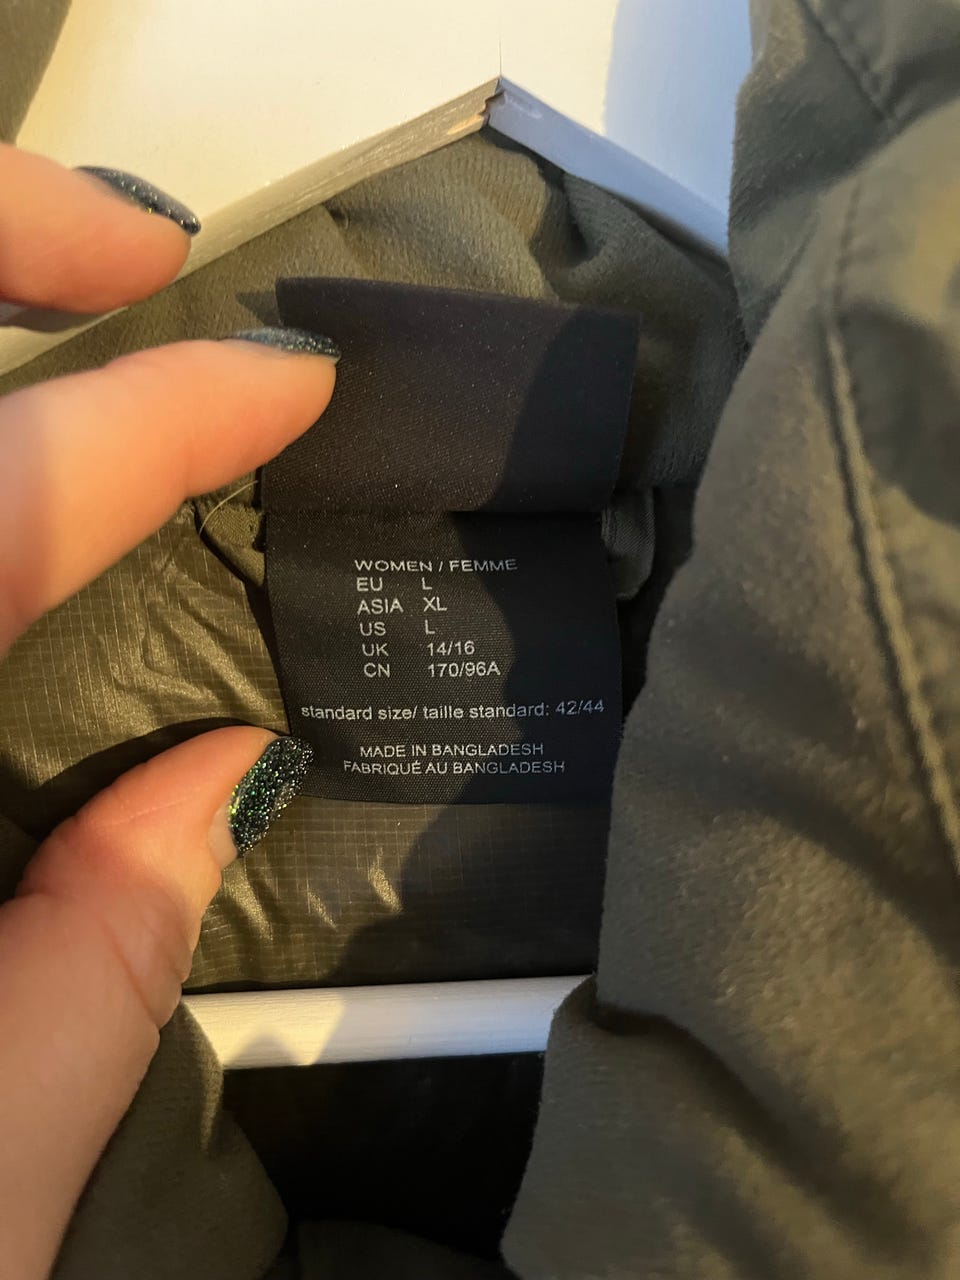 WOMEN / FEMME
EU L
ASIA XL
US L
UK 14/16
CN 170/96A
standard size/ taille standard: 42/44
MADE IN BANGLADESH
FABRIQUÉ AU BANGLADESH